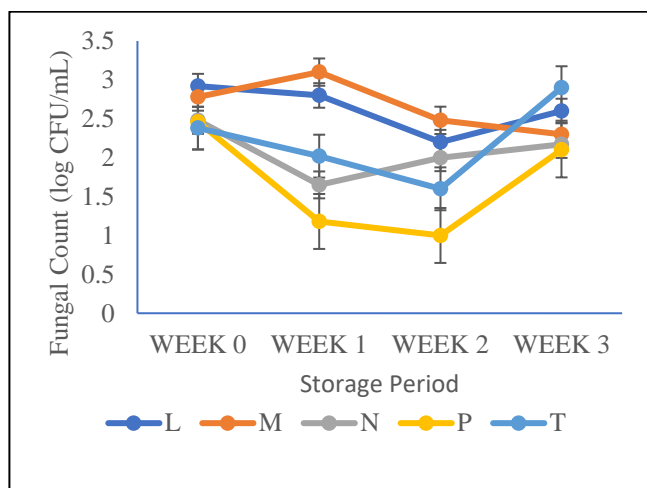 Fungal Count (log CFU/mL)
3.5
3
2.5
2
1.5
1
0.5
0
WEEK 0 WEEK 1 WEEK 2 WEEK 3
Storage Period
L M N P T